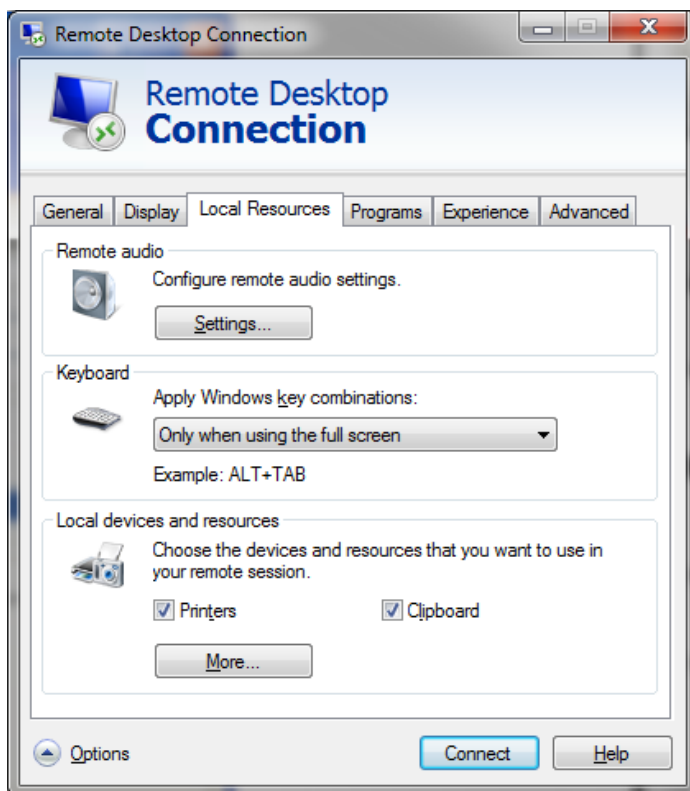 Remote Desktop Connection
Remote Desktop
Connection
General Display Local Resources Programs Experience Advanced
Remote audio
Configure remote audio settings.
Settings...
Keyboard
Apply Windows key combinations:
Only when using the full screen
Example: ALT+TAB
Local devices and resources
Choose the devices and resources that you want to use in
your remote session.
Printers Clipboard
More...
Options Connect Help